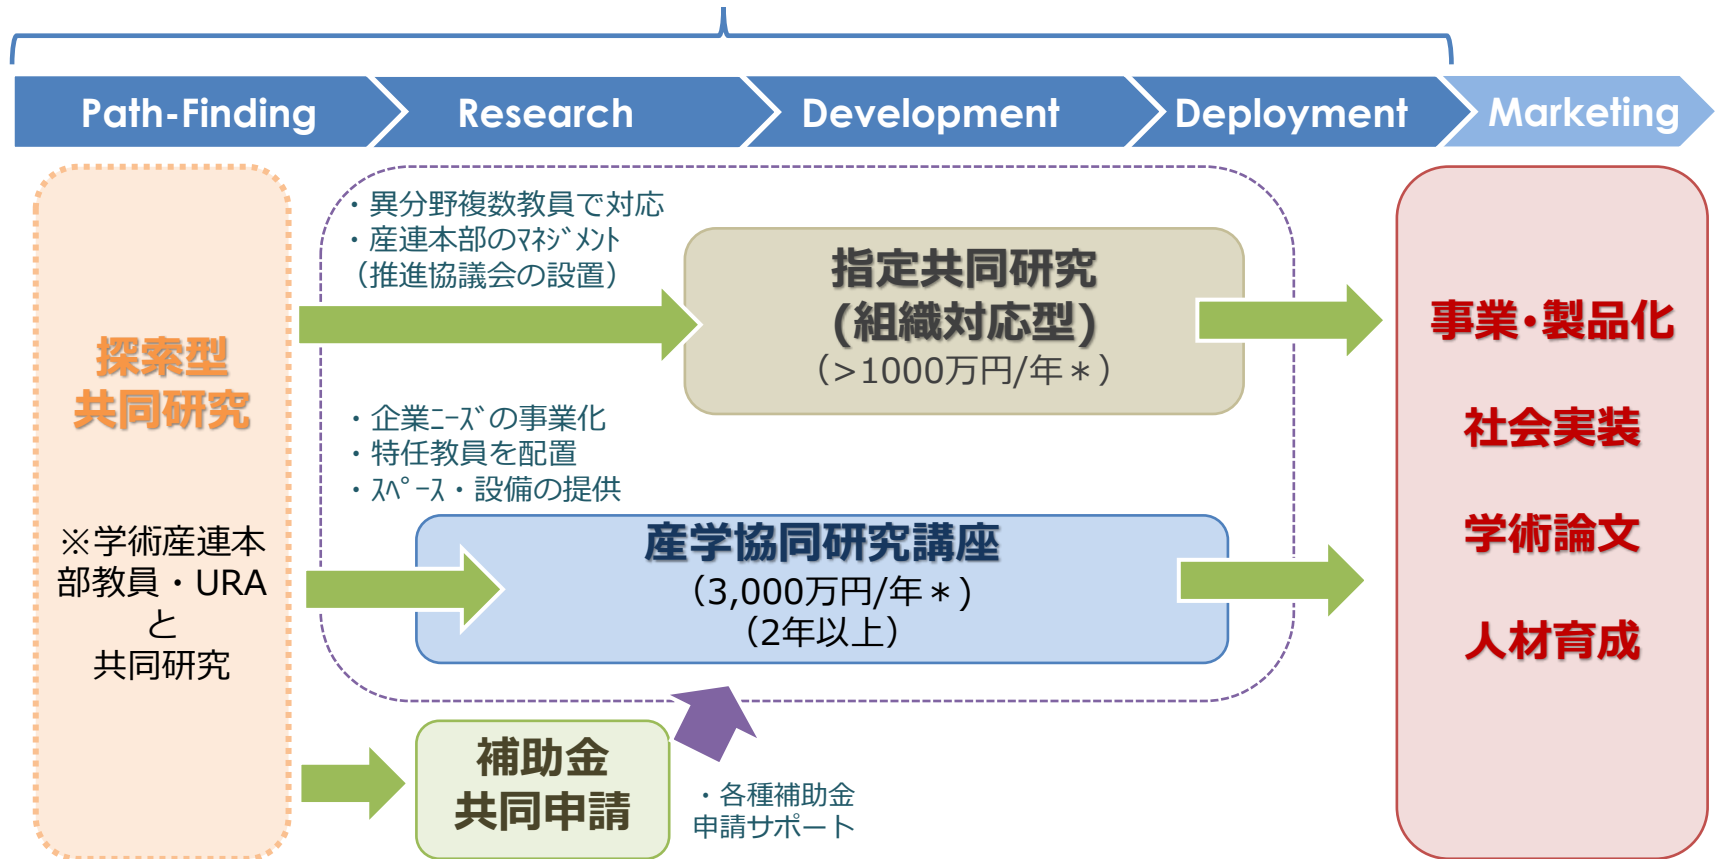 Path-Finding
Research
Development
Deployment
Marketing
探索型
共同研究
※学術産連本
部教員・URA
と
共同研究
・異分野複数教員で対応
・産連本部のﾏﾈｼﾞﾒﾝﾄ
（推進協議会の設置）
指定共同研究
(組織対応型)
（>1000万円/年＊）
・企業ﾆｰｽﾞの事業化
・特任教員を配置
・ｽﾍﾟｰｽ・設備の提供
産学協同研究講座
（3,000万円/年＊)
（2年以上）
補助金
共同申請
・各種補助金
申請サポート
事業・製品化
社会実装
学術論文
人材育成